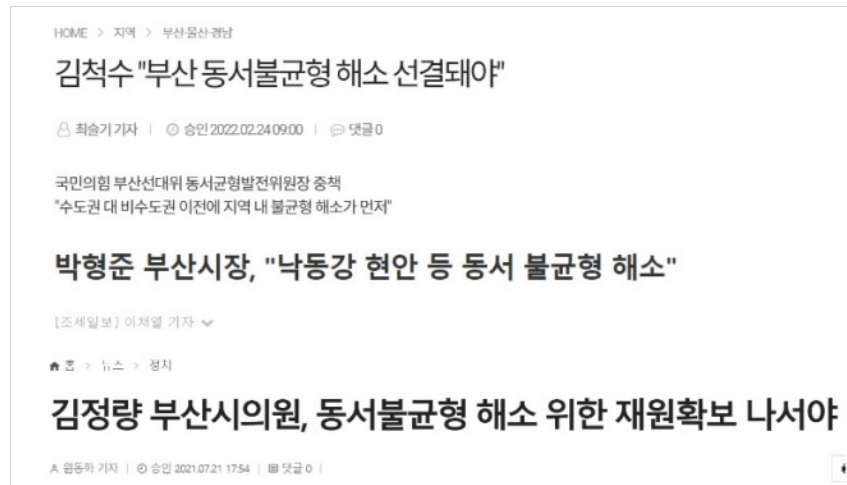 HOME > 지역 > 부산·울산·경남
김척수 "부산 동서불균형 해소 선결돼야"
최슬기 기자 | 승인 2022.02.24 09:00 | 댓글 0
국민의힘 부산선대위 동서균형발전위원장 중책
"수도권 대 비수도권 이전에 지역 내 불균형 해소가 먼저"
박형준 부산시장, "낙동강 현안 등 동서 불균형 해소"
[조세일보] 이채열 기자
홈 > 뉴스 > 정치
김정량 부산시의원, 동서불균형 해소 위한 재원확보 나서야
원동하 기자 | 승인 2021.07.21 17:54 | 댓글 0 |